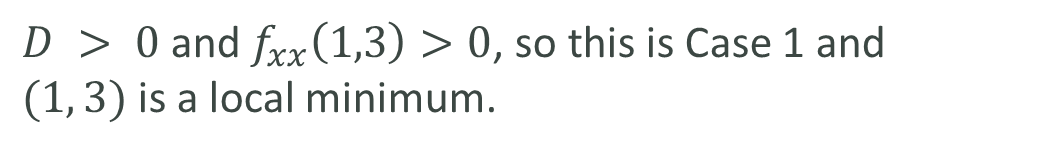 D > 0 and fxx(1,3) > 0, so this is Case 1 and
(1, 3) is a local minimum.